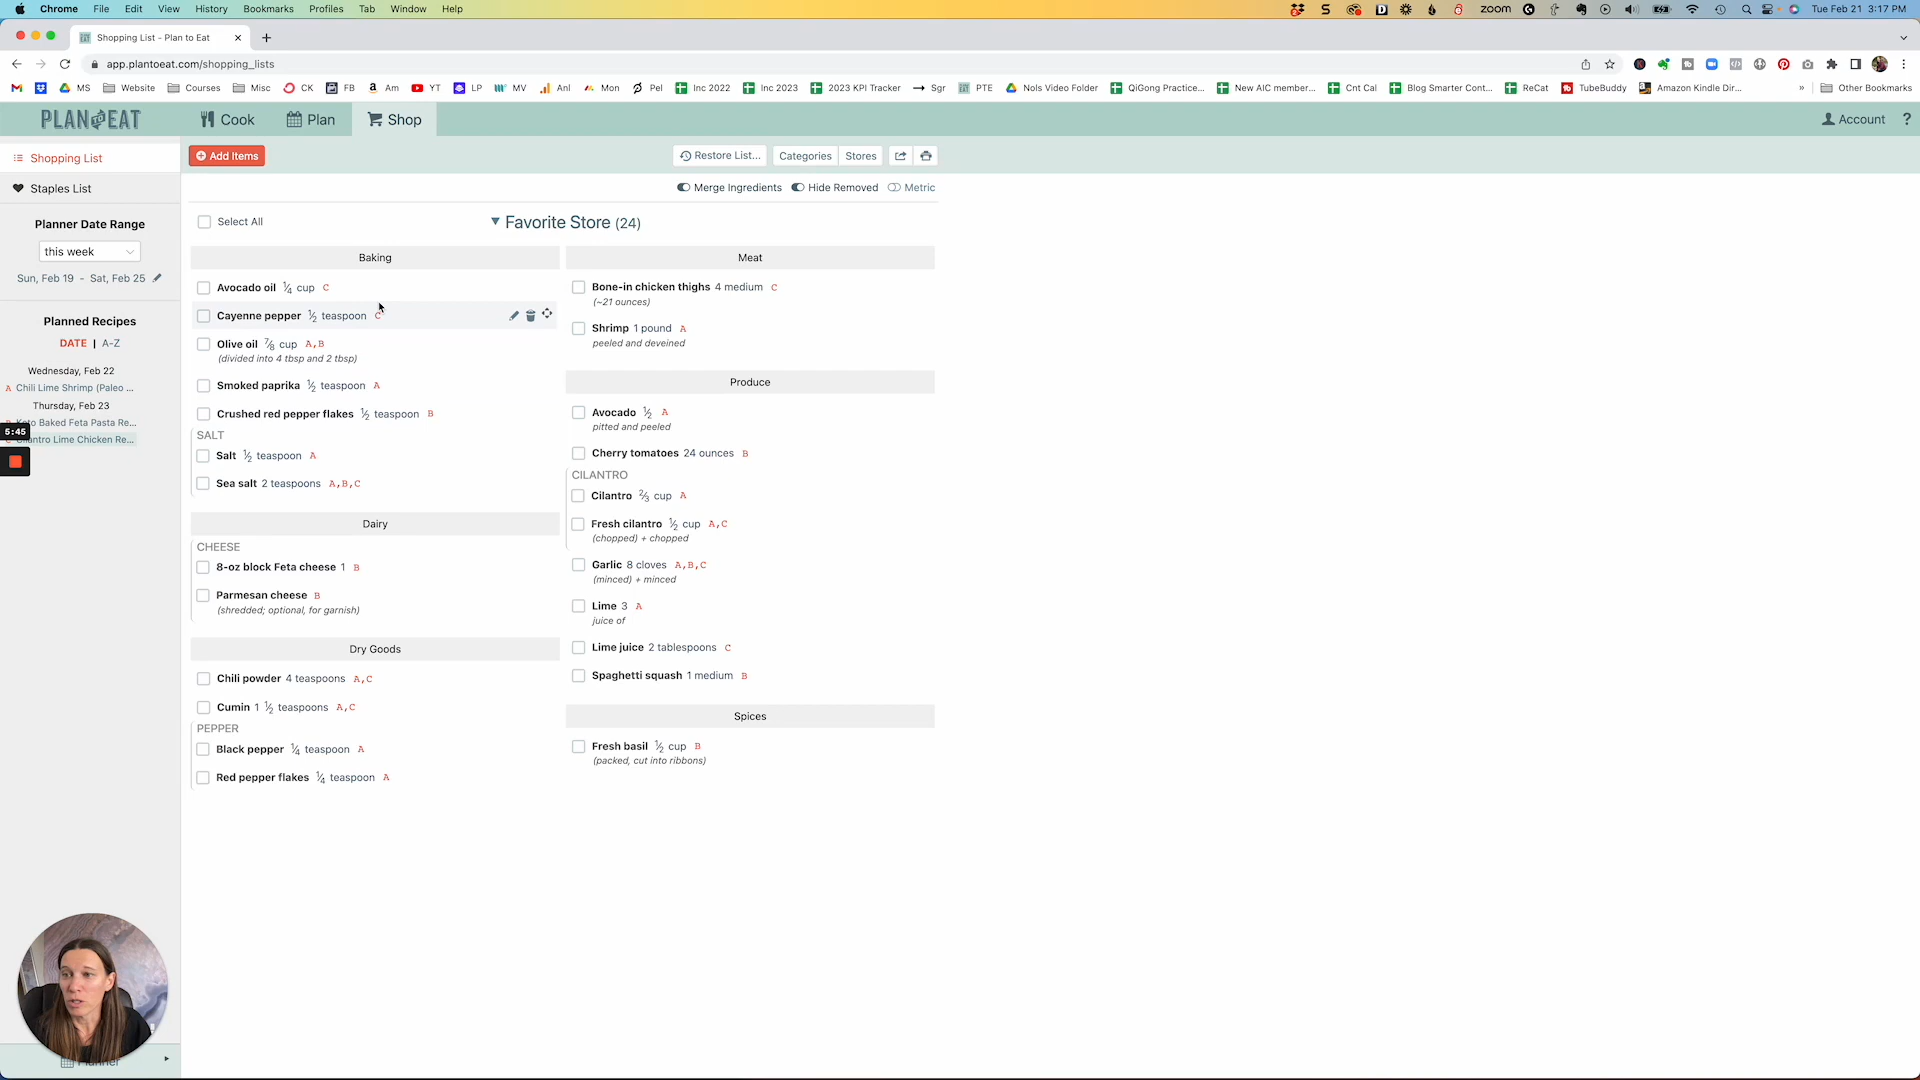 Chrome File Edit View History Bookmarks Profiles Tab Window Help
zoom
Tue Feb 21 3:17 PM
Shopping List - Plan to Eat
app.plantoeat.com/shopping_lists
MS Website Courses Misc CK FB Am YT LP MV Anl Mon Pel Inc 2022 Inc 2023 2023 KPI Tracker Sgr PTE Nols Video Folder QiGong Practice... New AIC member... Cnt Cal Blog Smarter Cont... ReCat TubeBuddy Amazon Kindle Dir... » Other Bookmarks
PLAN TO EAT
Cook
Plan
Shop
Account ?
Shopping List
Add Items
Restore List...
Categories
Stores
Staples List
Merge Ingredients
Hide Removed
Metric
Planner Date Range
this week
Sun, Feb 19 - Sat, Feb 25
Planned Recipes
DATE | A-Z
Wednesday, Feb 22
A Chili Lime Shrimp (Paleo ...
Thursday, Feb 23
Baked Feta Pasta Re...
Lime Chicken Re...
5:45
Select All
Favorite Store (24)
Baking
Avocado oil ¼ cup C
Cayenne pepper ½ teaspoon C
Olive oil ⅞ cup A,B
(divided into 4 tbsp and 2 tbsp)
Smoked paprika ½ teaspoon A
Crushed red pepper flakes ½ teaspoon B
SALT
Salt ½ teaspoon A
Sea salt 2 teaspoons A,B,C
Dairy
CHEESE
8-oz block Feta cheese 1 B
Parmesan cheese B
(shredded; optional, for garnish)
Dry Goods
Chili powder 4 teaspoons A,C
Cumin 1 ½ teaspoons A,C
PEPPER
Black pepper ¼ teaspoon A
Red pepper flakes ¼ teaspoon A
Meat
Bone-in chicken thighs 4 medium C
(~21 ounces)
Shrimp 1 pound A
peeled and deveined
Produce
Avocado ½ A
pitted and peeled
Cherry tomatoes 24 ounces B
CILANTRO
Cilantro ⅔ cup A
Fresh cilantro ½ cup A,C
(chopped) + chopped
Garlic 8 cloves A,B,C
(minced) + minced
Lime 3 A
juice of
Lime juice 2 tablespoons C
Spaghetti squash 1 medium B
Spices
Fresh basil ½ cup B
(packed, cut into ribbons)
Planner